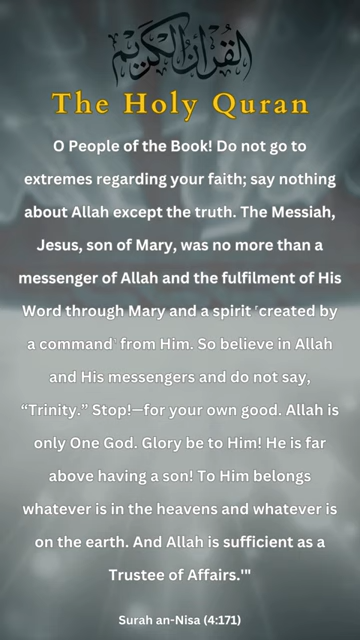 القرآن الكريم
The Holy Quran
O People of the Book! Do not go to
extremes regarding your faith; say nothing
about Allah except the truth. The Messiah,
Jesus, son of Mary, was no more than a
messenger of Allah and the fulfilment of His
Word through Mary and a spirit ˹created by
a command˺ from Him. So believe in Allah
and His messengers and do not say,
“Trinity.” Stop!—for your own good. Allah is
only One God. Glory be to Him! He is far
above having a son! To Him belongs
whatever is in the heavens and whatever is
on the earth. And Allah is sufficient as a
Trustee of Affairs.'"
Surah an-Nisa (4:171)